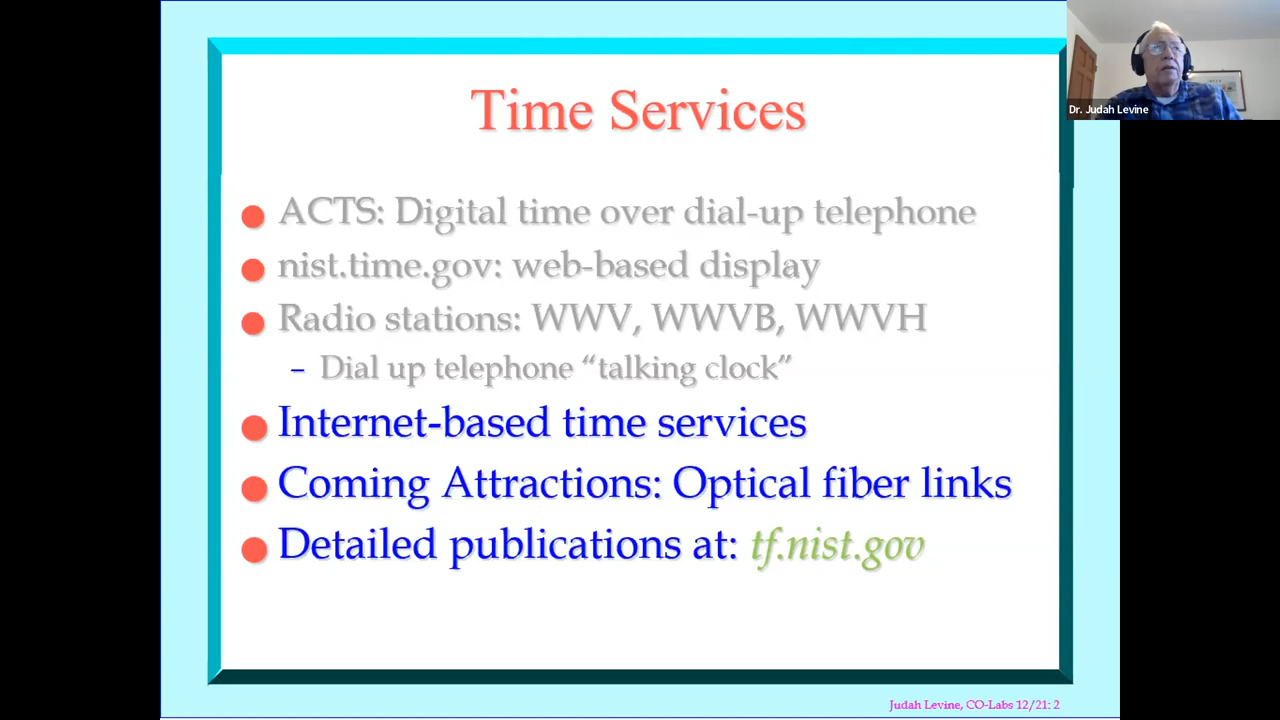 Time Services
ACTS: Digital time over dial-up telephone
nist.time.gov: web-based display
Radio stations: WWV, WWVB, WWVH
– Dial up telephone “talking clock”
Internet-based time services
Coming Attractions: Optical fiber links
Detailed publications at: tf.nist.gov
Judah Levine, CO-Labs 12/21: 2
Dr. Judah Levine